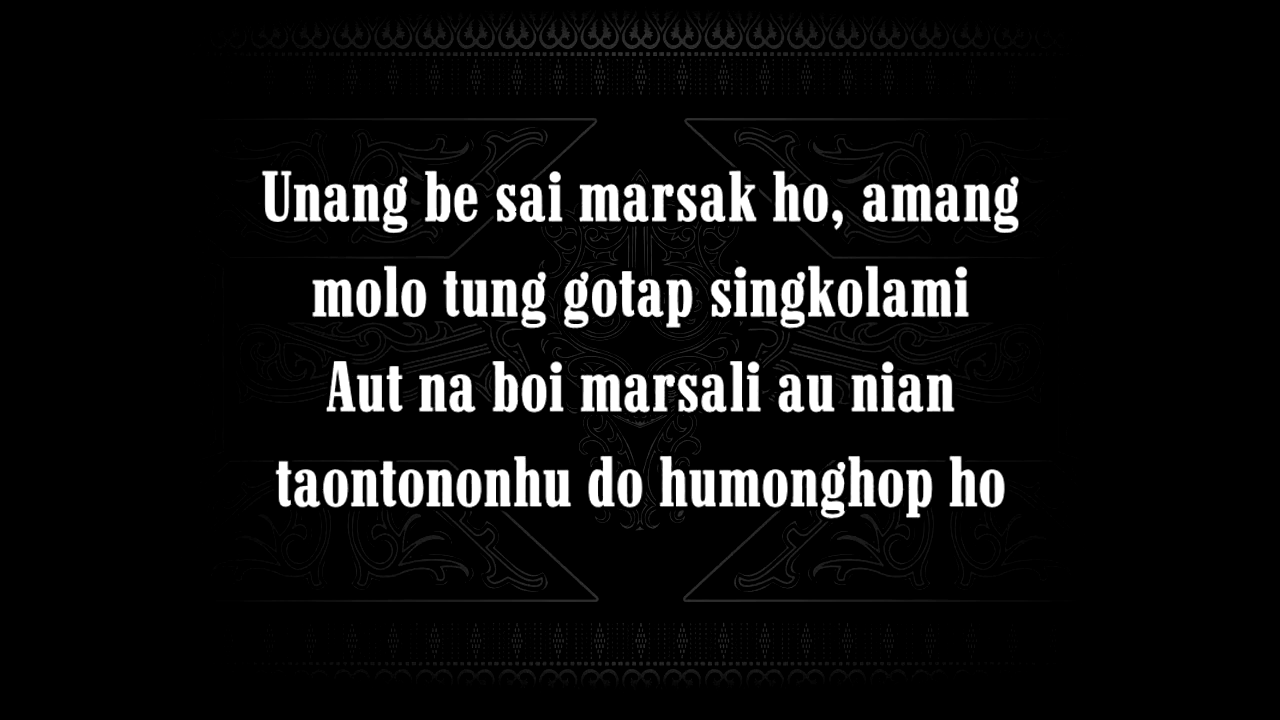 Unang be sai marsak ho, amang
molo tung gotap singkolami
Aut na boi marsali au nian
taontononhu do humonghop ho